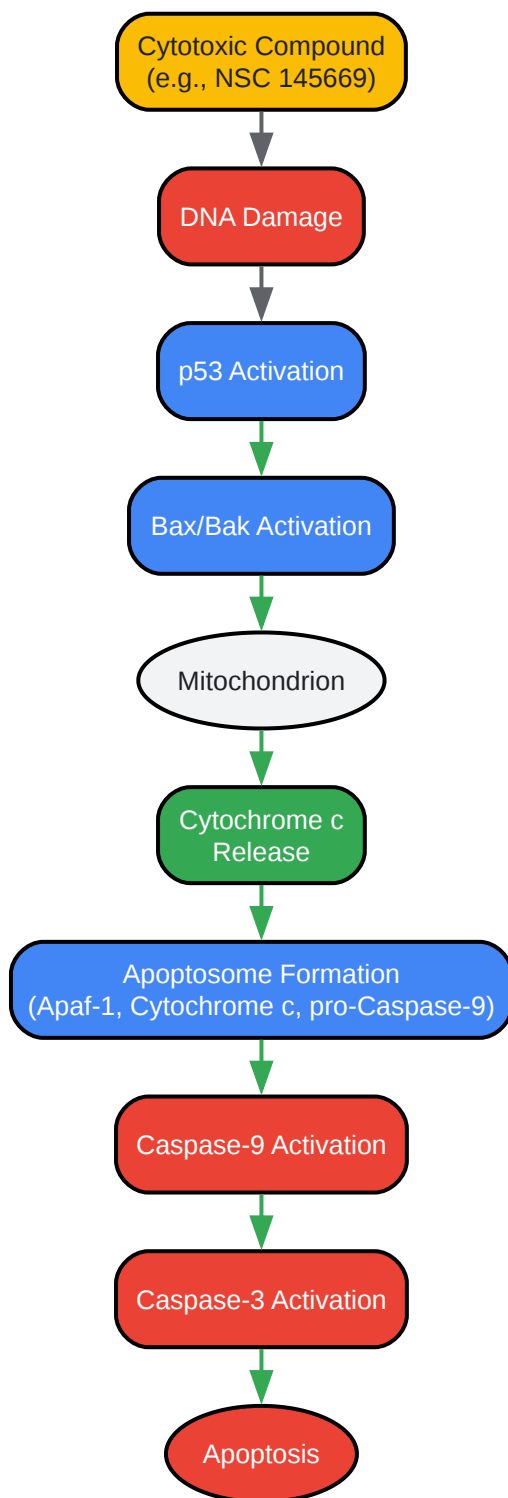 Cytotoxic Compound
(e.g., NSC 145669)
DNA Damage
p53 Activation
Bax/Bak Activation
Mitochondrion
Cytochrome c
Release
Apoptosome Formation
(Apaf-1, Cytochrome c, pro-Caspase-9)
Caspase-9 Activation
Caspase-3 Activation
Apoptosis